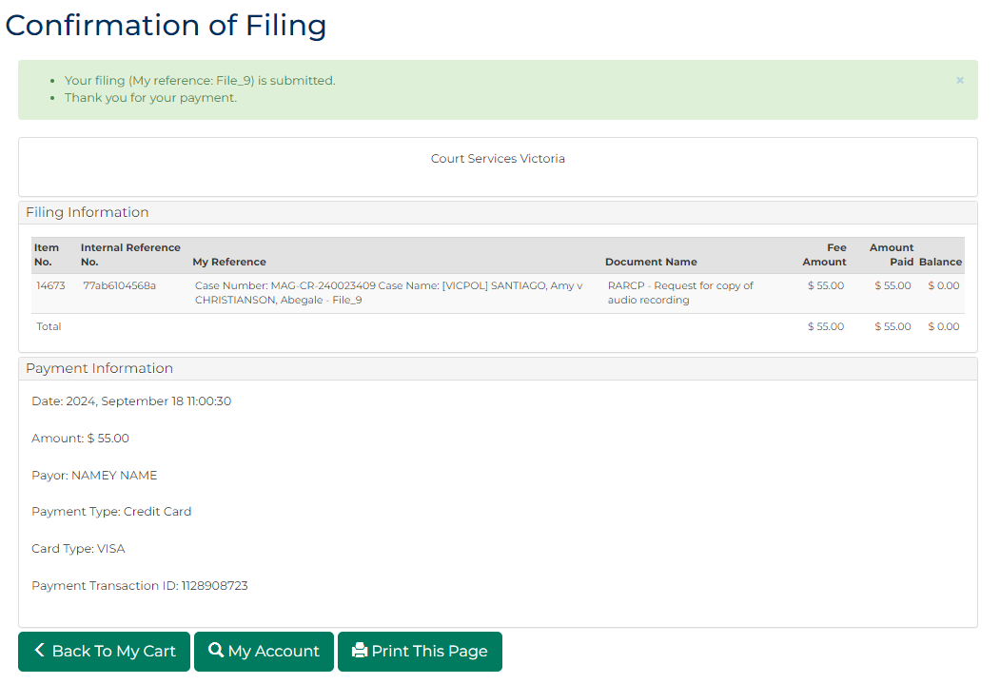 Confirmation of Filing
Your filing (My reference: File_9) is submitted.
Thank you for your payment.
×
Court Services Victoria
Filing Information
Item No. Internal Reference No. My Reference Document Name Fee Amount Amount Paid Balance
14673 77ab6104568a Case Number: MAG-CR-240023409 Case Name: [VICPOL] SANTIAGO, Amy v CHRISTIANSON, Abegale - File_9 RARCP - Request for copy of audio recording $ 55.00 $ 55.00 $ 0.00
Total $ 55.00 $ 55.00 $ 0.00
Payment Information
Date: 2024, September 18 11:00:30
Amount: $ 55.00
Payor: NAMEY NAME
Payment Type: Credit Card
Card Type: VISA
Payment Transaction ID: 1128908723
Back To My Cart My Account Print This Page